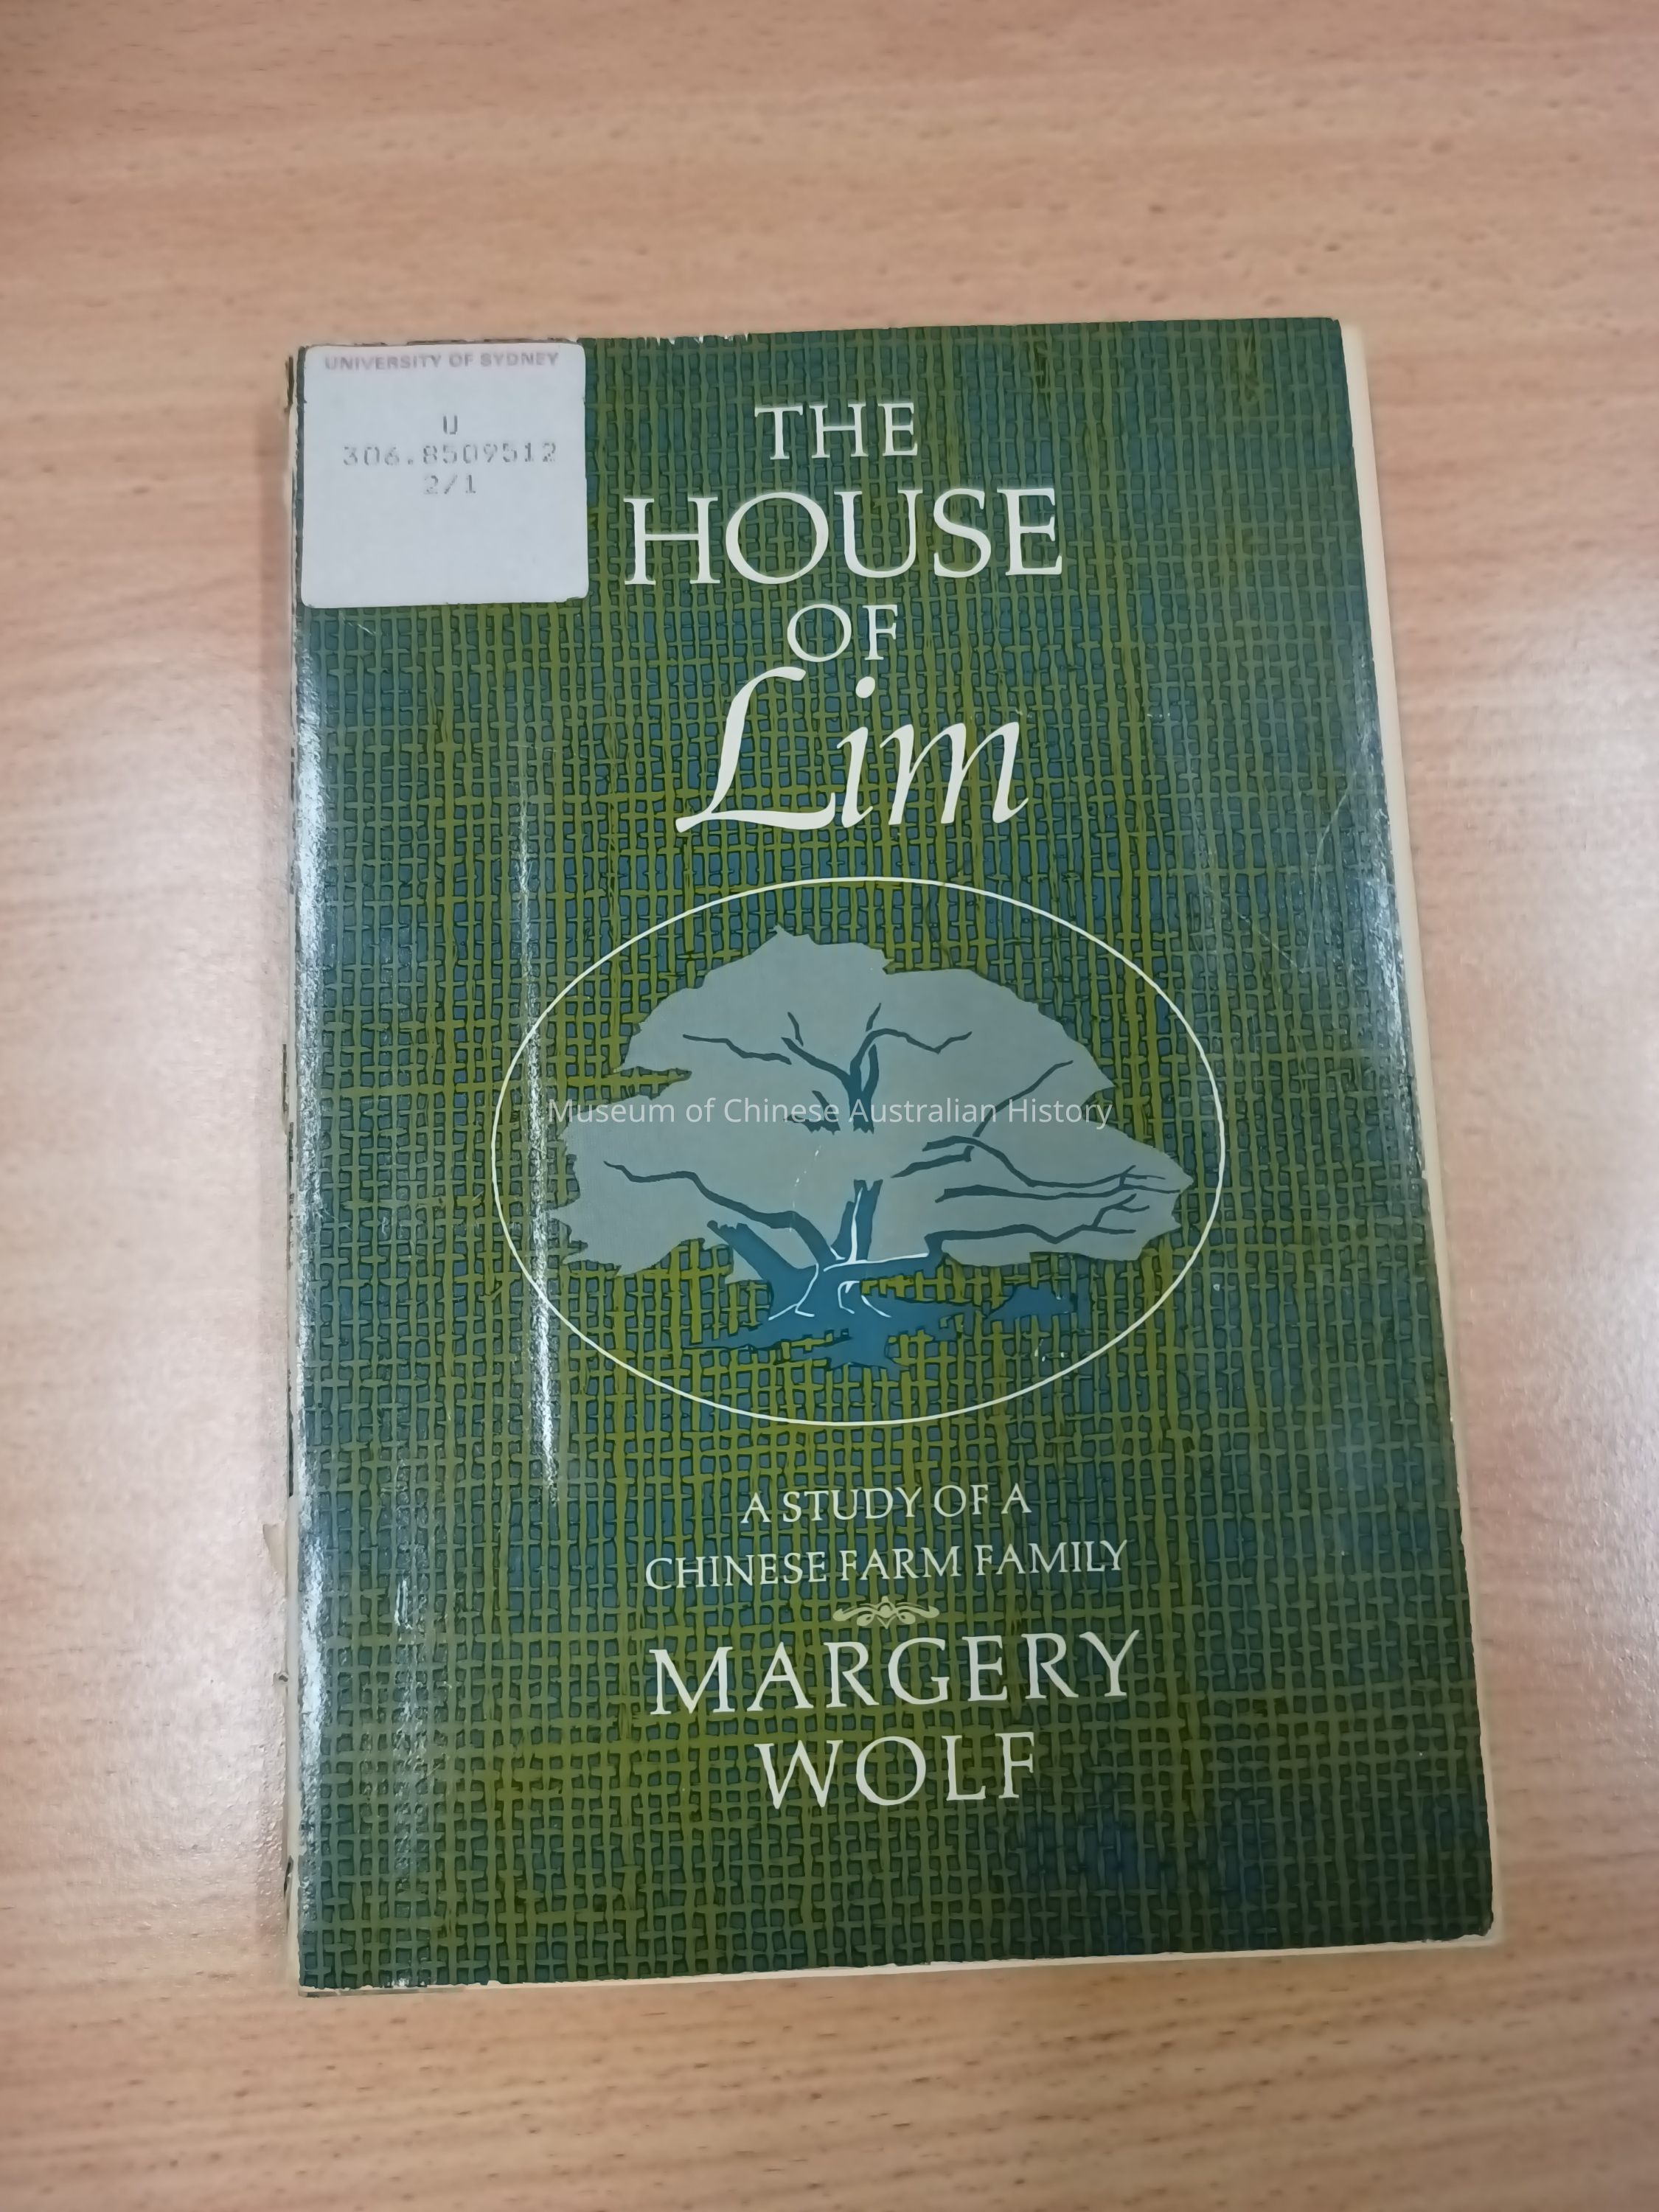 UNIVERSITY OF SYDNEY
U
306.8509512
2/1
THE
HOUSE
OF
Lim
Museum of Chinese Australian History
A STUDY OF A
CHINESE FARM FAMILY
MARGERY
WOLF